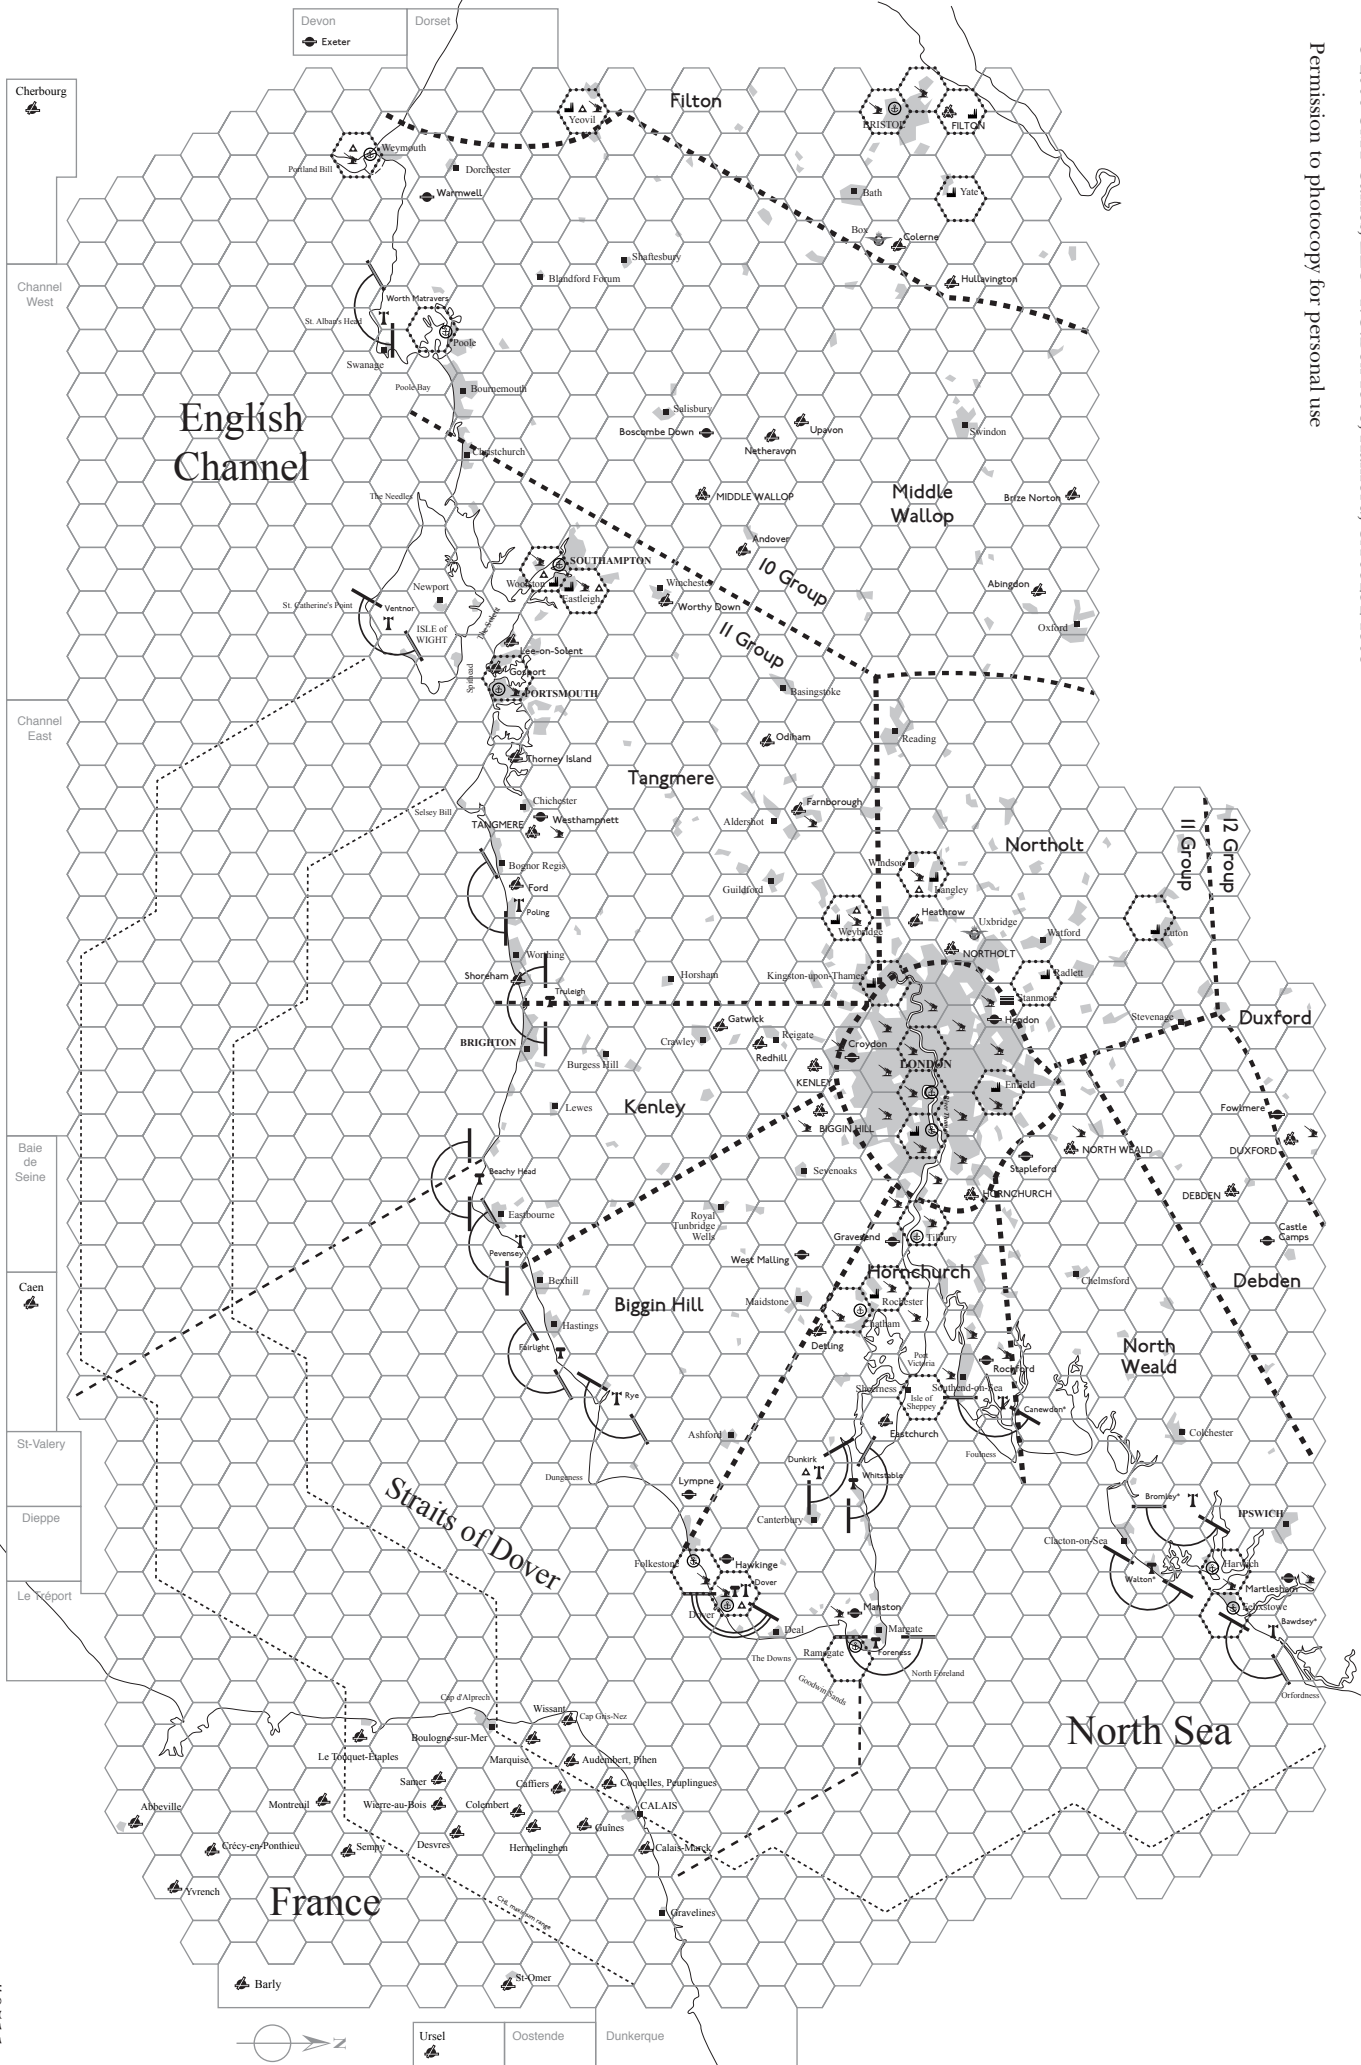 Devon
Exeter
Dorset
Cherbourg
Permission to photocopy for personal use
Filton
Yeovil
BRISTOL
FILTON
Weymouth
Portland Bill
Dorchester
Warmwell
Bath
Yate
Box
Colerne
Shaftesbury
Blandford Forum
Hullavington
Channel
West
Worth Matravers
St. Alban's Head
Poole
Swanage
Poole Bay
Bournemouth
English
Channel
Salisbury
Boscombe Down
Upavon
Netheravon
Swindon
Christchurch
The Needles
MIDDLE WALLOP
Middle
Wallop
Brize Norton
Andover
SOUTHAMPTON
Woolston
Eastleigh
Winchester
Worthy Down
10 Group
11 Group
Abingdon
Oxford
Newport
St. Catherine's Point
Ventnor
ISLE of
WIGHT
The Solent
Lee-on-Solent
Gosport
Spithead
PORTSMOUTH
Basingstoke
Channel
East
Reading
Odiham
Thorney Island
Tangmere
Selsey Bill
Chichester
Westhampnett
TANGMERE
Farnborough
Aldershot
Northolt
11 Group
12 Group
Bognor Regis
Ford
Poling
Guildford
Windsor
Langley
Heathrow
Weybridge
Uxbridge
Watford
Luton
NORTHOLT
Worthing
Shoreham
Truleigh
Horsham
Kingston-upon-Thames
Radlett
Stanmore
Hendon
Stevenage
Duxford
BRIGHTON
Gatwick
Crawley
Reigate
Redhill
Croydon
LONDON
Burgess Hill
KENLEY
Enfield
Lewes
Kenley
River Thames
BIGGIN HILL
Fowlmere
DUXFORD
NORTH WEALD
Stapleford
Baie
de
Seine
Beachy Head
Sevenoaks
HORNCHURCH
DEBDEN
Eastbourne
Royal
Tunbridge
Wells
Gravesend
Tilbury
Castle
Camps
Pevensey
West Malling
Hornchurch
Chelmsford
Debden
Caen
Bexhill
Biggin Hill
Maidstone
Rochester
Chatham
Hastings
Detling
Fairlight
Port
Victoria
Rochford
North
Weald
Rye
Sheerness
Isle of
Sheppey
Southend-on-Sea
Canewdon*
Eastchurch
Ashford
Foulness
Colchester
St-Valery
Dungeness
Lympne
Dunkirk
Whitstable
Canterbury
Bromley*
IPSWICH
Dieppe
Straits of Dover
Clacton-on-Sea
Folkestone
Hawkinge
Dover
Dover
Walton*
Harwich
Martlesham
Felixstowe
Bawdsey*
Le Tréport
Manston
Deal
Margate
Foreness
Ramsgate
The Downs
North Foreland
Goodwin Sands
Orfordness
North Sea
Cap d'Alprech
Wissant
Cap Gris-Nez
Boulogne-sur-Mer
Le Touquet-Etaples
Marquise
Audembert, Pihen
Samer
Caffiers
Coquelles, Peuplingues
Montreuil
Wierre-au-Bois
Colembert
CALAIS
Abbeville
Guînes
Crécy-en-Ponthieu
Sempy
Desvres
Hermelinghen
Calais-Marck
Yvrench
France
CHL maximum range
Gravelines
Barly
St-Omer
N
Ursel
Oostende
Dunkerque